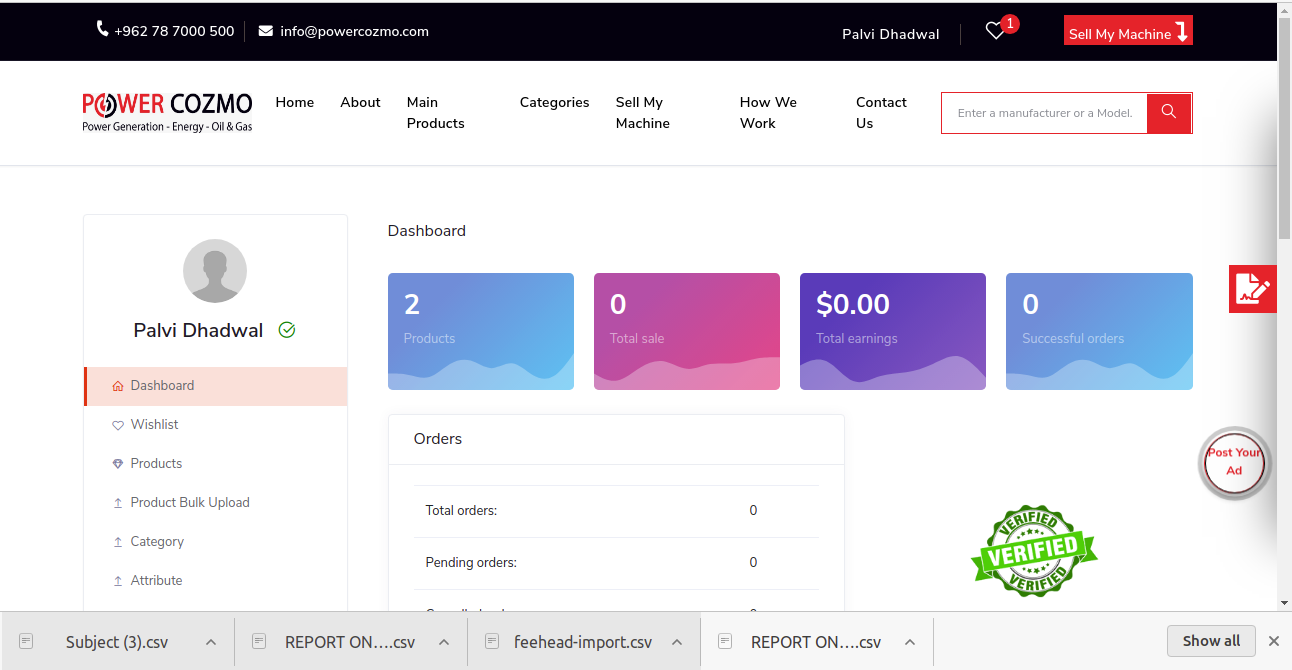 +962 78 7000 500
info@powercozmo.com
Palvi Dhadwal
1
Sell My Machine
POWER COZMO
Power Generation - Energy - Oil & Gas
Home
About
Main
Products
Categories
Sell My
Machine
How We
Work
Contact
Us
Enter a manufacturer or a Model.
Palvi Dhadwal
Dashboard
Wishlist
Products
Product Bulk Upload
Category
Attribute
Dashboard
2
Products
0
Total sale
$0.00
Total earnings
0
Successful orders
Orders
Total orders: 0
Pending orders: 0
VERIFIED
VERIFIED
VERIFIED
Post Your
Ad
Subject (3).csv
REPORT ON....csv
feehead-import.csv
REPORT ON....csv
Show all